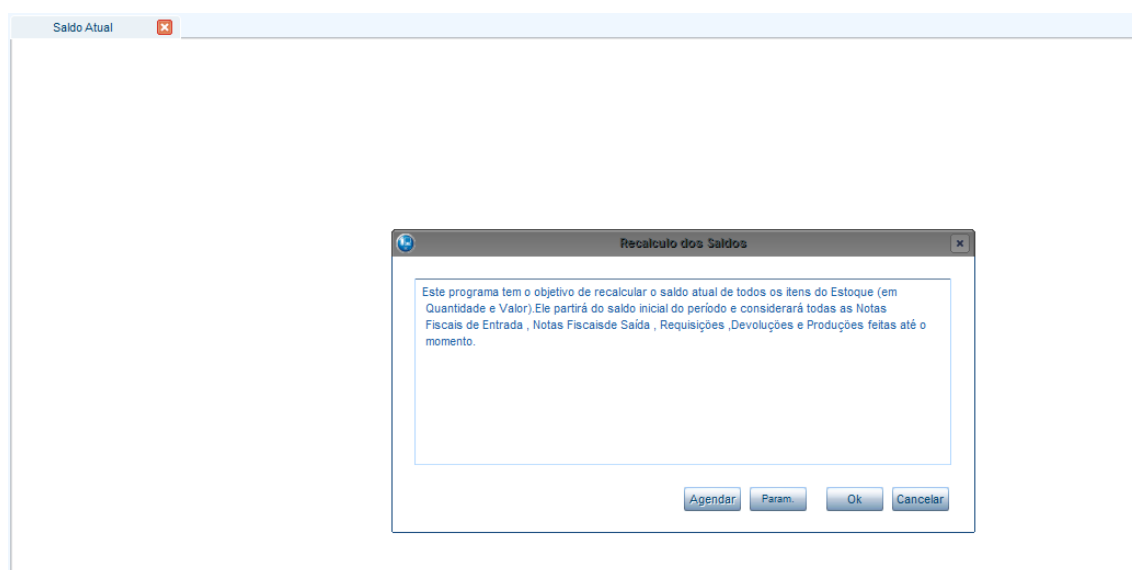 Saldo Atual
Recalculo dos Saldos
Este programa tem o objetivo de recalcular o saldo atual de todos os itens do Estoque (em
Quantidade e Valor).Ele partirá do saldo inicial do período e considerará todas as Notas
Fiscais de Entrada , Notas Fiscaisde Saída , Requisições ,Devoluções e Produções feitas até o
momento.
Agendar Param. Ok Cancelar